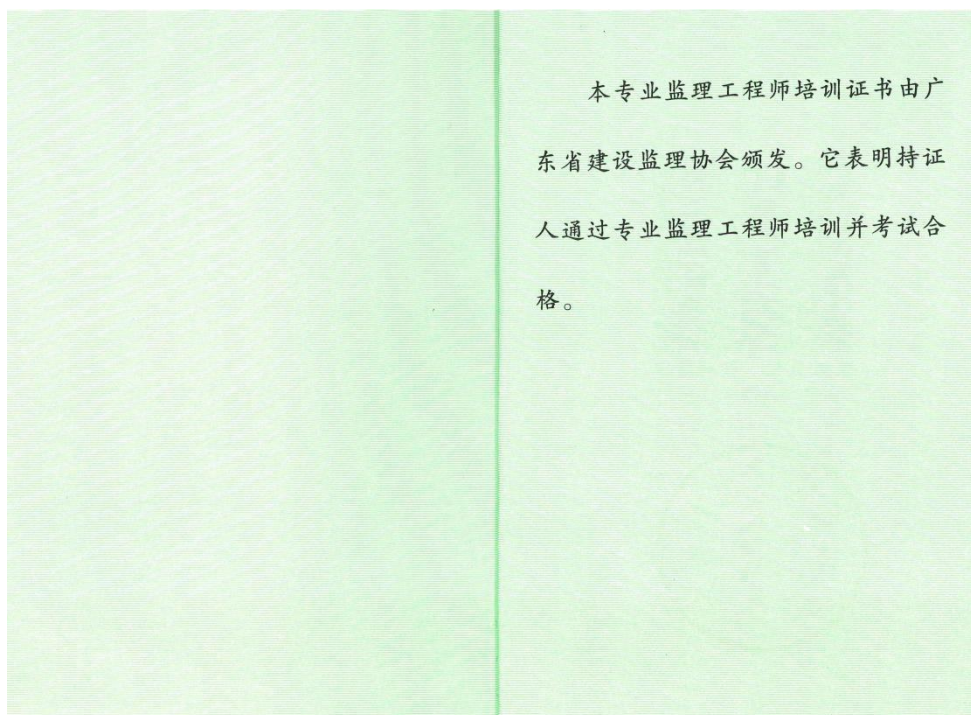 本专业监理工程师培训证书由广
东省建设监理协会颁发。它表明持证
人通过专业监理工程师培训并考试合
格。